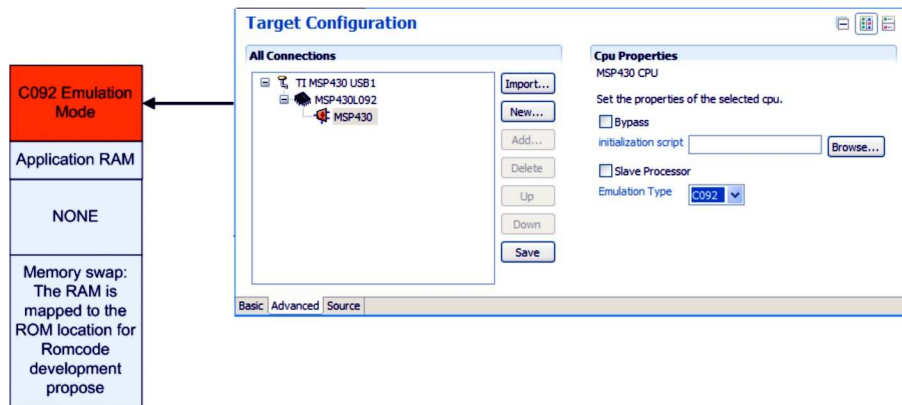 C092 Emulation
Mode
Application RAM
NONE
Memory swap:
The RAM is
mapped to the
ROM location for
Romcode
development
propose
Target Configuration
All Connections
TI MSP430 USB1
MSP430L092
MSP430
Import...
New...
Add...
Delete
Up
Down
Save
Cpu Properties
MSP430 CPU
Set the properties of the selected cpu.
Bypass
initialization script
Browse...
Slave Processor
Emulation Type
C092
Basic Advanced Source